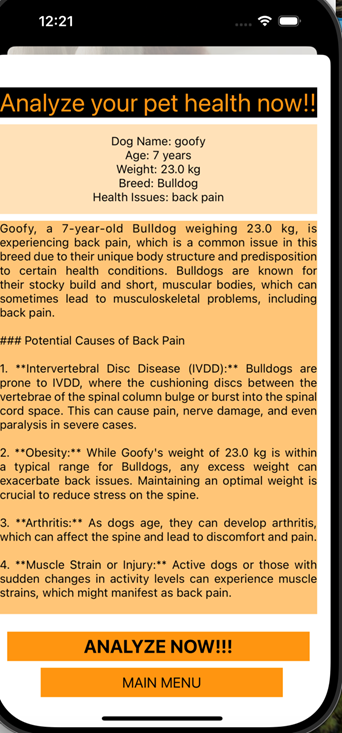 12:21
Analyze your pet health now!!
Dog Name: goofy
Age: 7 years
Weight: 23.0 kg
Breed: Bulldog
Health Issues: back pain
Goofy, a 7-year-old Bulldog weighing 23.0 kg, is
experiencing back pain, which is a common issue in this
breed due to their unique body structure and predisposition
to certain health conditions. Bulldogs are known for
their stocky build and short, muscular bodies, which can
sometimes lead to musculoskeletal problems, including
back pain.
### Potential Causes of Back Pain
1. **Intervertebral Disc Disease (IVDD):** Bulldogs are
prone to IVDD, where the cushioning discs between the
vertebrae of the spinal column bulge or burst into the spinal
cord space. This can cause pain, nerve damage, and even
paralysis in severe cases.
2. **Obesity:** While Goofy's weight of 23.0 kg is within
a typical range for Bulldogs, any excess weight can
exacerbate back issues. Maintaining an optimal weight is
crucial to reduce stress on the spine.
3. **Arthritis:** As dogs age, they can develop arthritis,
which can affect the spine and lead to discomfort and pain.
4. **Muscle Strain or Injury:** Active dogs or those with
sudden changes in activity levels can experience muscle
strains, which might manifest as back pain.
ANALYZE NOW!!!
MAIN MENU